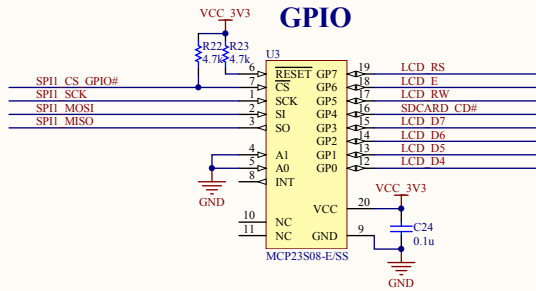 GPIO
VCC_3V3
R22 R23
4.7k 4.7k
U3
SPI1_CS_GPIO#
SPI1_SCK
SPI1_MOSI
SPI1_MISO
6 RESET GP7 19 LCD_RS
7 CS GP6 18 LCD_E
1 SCK GP5 17 LCD_RW
2 SI GP4 16 SDCARD_CD#
3 SO GP3 15 LCD_D7
GP2 14 LCD_D6
4 A1 GP1 13 LCD_D5
5 A0 GP0 12 LCD_D4
8 INT
GND
VCC_3V3
VCC 20
10 NC
11 NC
GND 9
C24
0.1u
MCP23S08-E/SS
GND